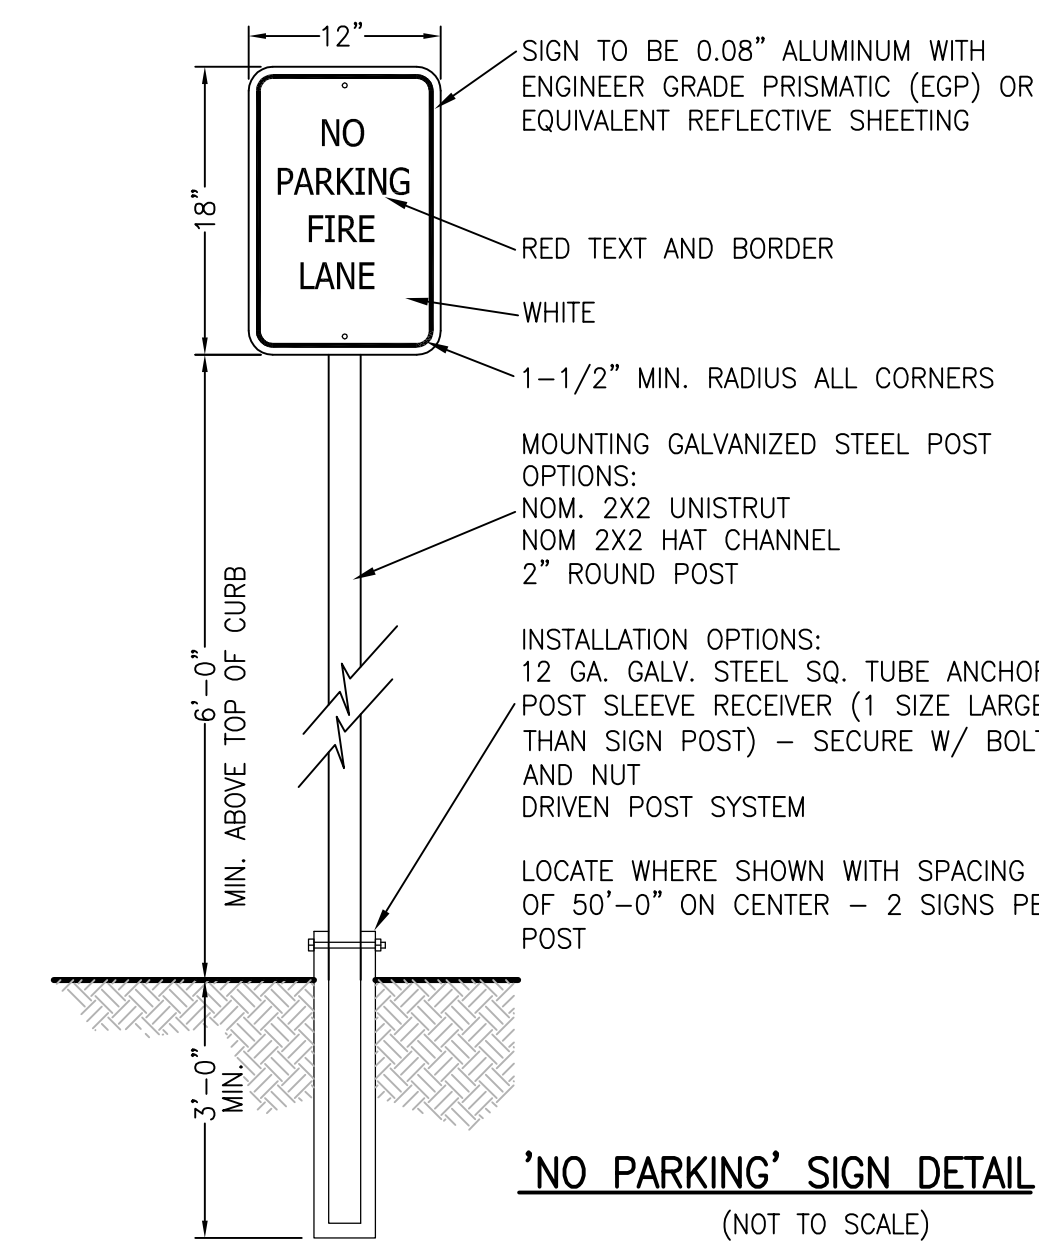 12”
SIGN TO BE 0.08” ALUMINUM WITH
ENGINEER GRADE PRISMATIC (EGP) OR
EQUIVALENT REFLECTIVE SHEETING
NO
PARKING
FIRE
LANE
18”
RED TEXT AND BORDER
WHITE
1–1/2” MIN. RADIUS ALL CORNERS
MOUNTING GALVANIZED STEEL POST
OPTIONS:
NOM. 2X2 UNISTRUT
NOM 2X2 HAT CHANNEL
2” ROUND POST
6’–0”
MIN. ABOVE TOP OF CURB
INSTALLATION OPTIONS:
12 GA. GALV. STEEL SQ. TUBE
POST SLEEVE RECEIVER (1 SIZE
THAN SIGN POST) – SECURE W/
AND NUT
DRIVEN POST SYSTEM
LOCATE WHERE SHOWN WITH SPACING
OF 50’–0” ON CENTER – 2 SIGNS
POST
3’–0”
MIN.
’NO PARKING’ SIGN DETAIL
(NOT TO SCALE)